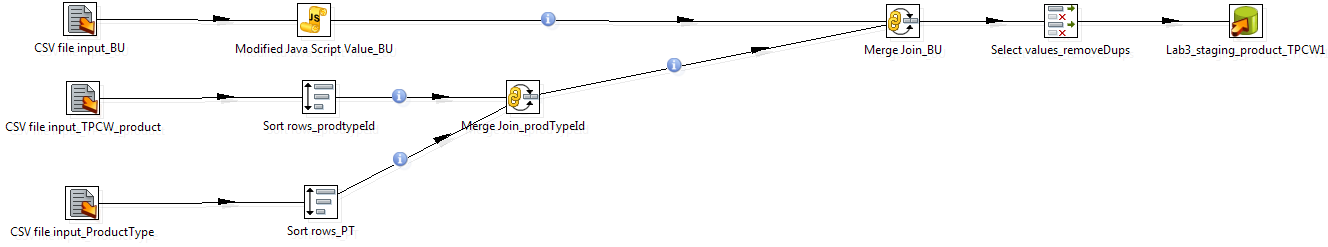 JS
CSV file input_BU
Modified Java Script Value_BU
Merge Join_BU
Select values_removeDups
Lab3_staging_product_TPCW1
CSV file input_TPCW_product
Sort rows_prodtypeId
Merge Join_prodTypeId
CSV file input_ProductType
Sort rows_PT